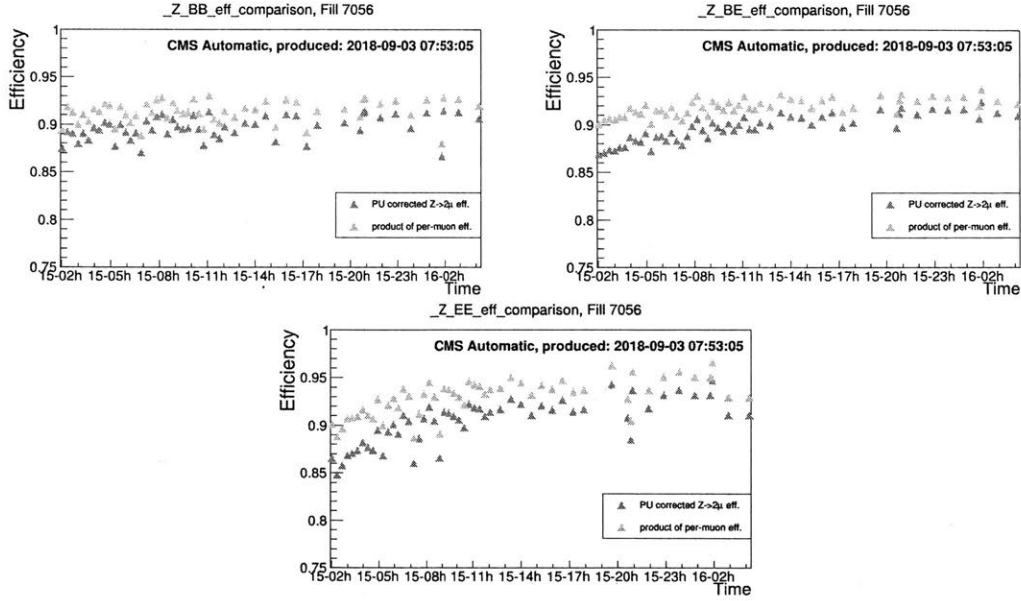 _Z_BB_eff_comparison, Fill 7056
CMS Automatic, produced: 2018-09-03 07:53:05
Efficiency
1
0.95
0.9
0.85
0.8
0.75
PU corrected Z->2μ eff.
product of per-muon eff.
15-02h 15-05h 15-08h 15-11h 15-14h 15-17h 15-20h 15-23h 16-02h
Time
_Z_BE_eff_comparison, Fill 7056
CMS Automatic, produced: 2018-09-03 07:53:05
Efficiency
1
0.95
0.9
0.85
0.8
0.75
PU corrected Z->2μ eff.
product of per-muon eff.
15-02h 15-05h 15-08h 15-11h 15-14h 15-17h 15-20h 15-23h 16-02h
Time
_Z_EE_eff_comparison, Fill 7056
CMS Automatic, produced: 2018-09-03 07:53:05
Efficiency
1
0.95
0.9
0.85
0.8
0.75
PU corrected Z->2μ eff.
product of per-muon eff.
15-02h 15-05h 15-08h 15-11h 15-14h 15-17h 15-20h 15-23h 16-02h
Time